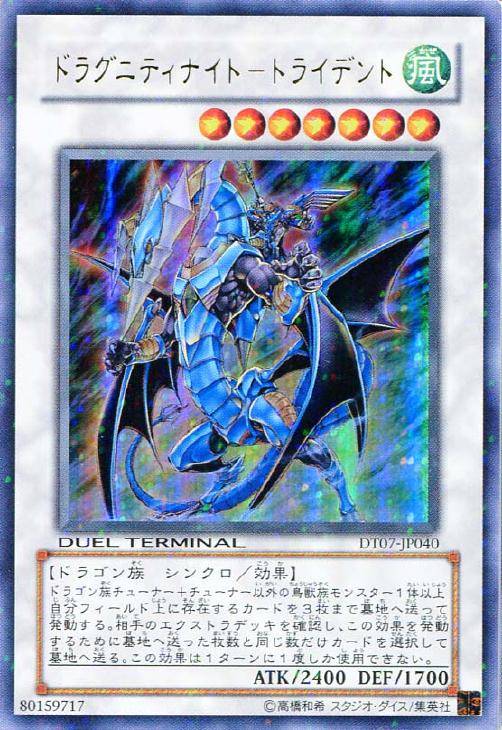 ドラグニティナイト－トライデント 風
DUEL TERMINAL DT07-JP040
【ドラゴン族 シンクロ／効果】
ドラゴン族チューナー＋チューナー以外の鳥獣族モンスター１体以上
自分フィールド上に存在するカードを３枚まで墓地へ送って
発動する。相手のエクストラデッキを確認し、この効果を発動
するために墓地へ送った枚数と同じ数だけカードを選択して
墓地へ送る。この効果は１ターンに１度しか使用できない。
ATK/2400 DEF/1700
80159717 ©高橋和希 スタジオ・ダイス/集英社